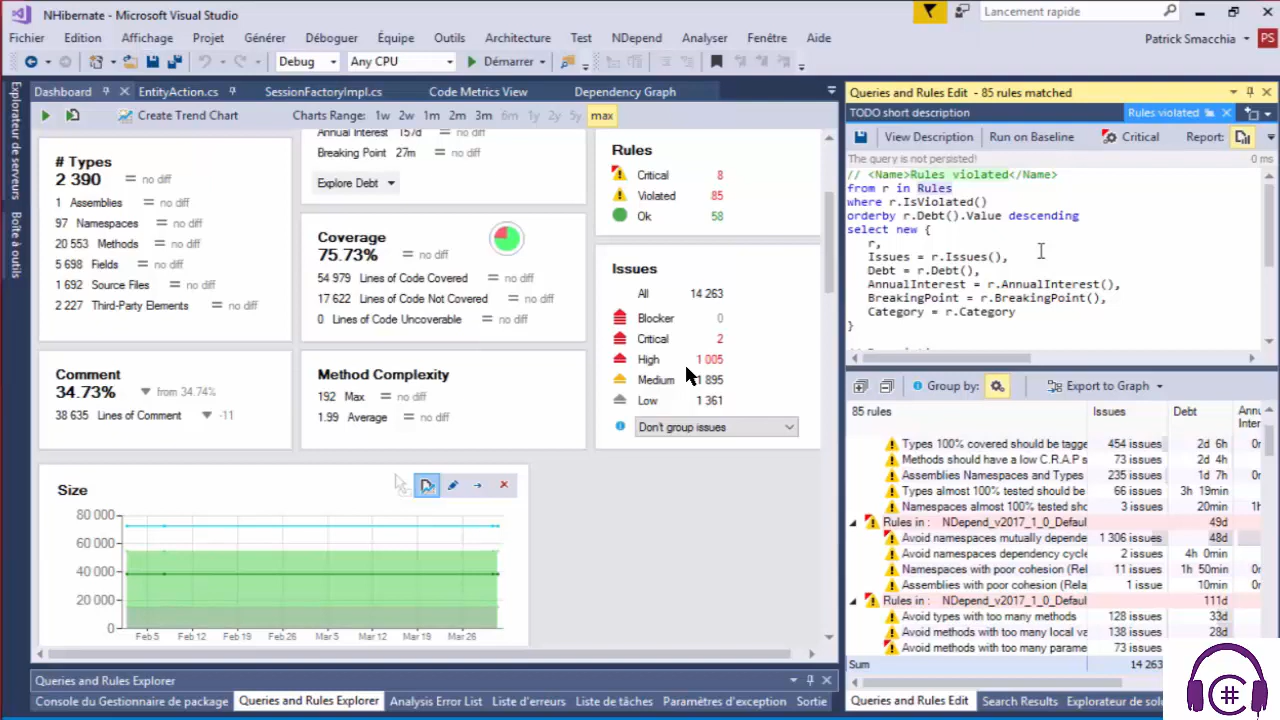 NHibernate - Microsoft Visual Studio
Lancement rapide
Fichier Edition Affichage Projet Générer Déboguer Équipe Outils Architecture Test NDepend Analyser Fenêtre Aide
Patrick Smacchia PS
Debug Any CPU Démarrer
Explorateur de serveurs
Boîte à outils
Dashboard EntityAction.cs SessionFactoryImpl.cs Code Metrics View Dependency Graph
Create Trend Chart Charts Range: 1w 2w 1m 2m 3m 6m 1y 2y 5y max
# Types
2 390 no diff
1 Assemblies no diff
97 Namespaces no diff
20 553 Methods no diff
5 698 Fields no diff
1 692 Source Files no diff
2 227 Third-Party Elements no diff
Annual Interest 157d no diff
Breaking Point 27m no diff
Explore Debt
Coverage
75.73% no diff
54 979 Lines of Code Covered no diff
17 622 Lines of Code Not Covered no diff
0 Lines of Code Uncoverable no diff
Rules
Critical 8
Violated 85
Ok 58
Issues
All 14 263
Blocker 0
Critical 2
High 1 005
Medium 895
Low 1 361
Don't group issues
Comment
34.73% from 34.74%
38 635 Lines of Comment -11
Method Complexity
192 Max no diff
1.99 Average no diff
Size
80 000
60 000
40 000
20 000
0
Feb 5 Feb 12 Feb 19 Feb 26 Mar 5 Mar 12 Mar 19 Mar 26
Queries and Rules Explorer
Console du Gestionnaire de package Queries and Rules Explorer Analysis Error List Liste d'erreurs Liste de tâches Paramètres d'exception Sortie
Queries and Rules Edit - 85 rules matched
TODO short description Rules violated
View Description Run on Baseline Critical Report:
The query is not persisted! 0 ms
// <Name>Rules violated</Name>
from r in Rules
where r.IsViolated()
orderby r.Debt().Value descending
select new {
r,
Issues = r.Issues(),
Debt = r.Debt(),
AnnualInterest = r.AnnualInterest(),
BreakingPoint = r.BreakingPoint(),
Category = r.Category
}
Group by: Export to Graph
85 rules Issues Debt Annu
Inter
Types 100% covered should be tagge 454 issues 2d 6h
Methods should have a low C.R.A.P s 73 issues 2d 4h
Assemblies Namespaces and Types 235 issues 1d 7h
Types almost 100% tested should be 66 issues 3h 19min
Namespaces almost 100% tested shc 3 issues 20min
Rules in : NDepend_v2017_1_0_Defaul 49d
Avoid namespaces mutually depende 1 306 issues 48d
Avoid namespaces dependency cycle 2 issues 4h 0min
Namespaces with poor cohesion (Rel 11 issues 1h 50min
Assemblies with poor cohesion (Rela 1 issue 10min
Rules in : NDepend_v2017_1_0_Defaul 111d
Avoid types with too many methods 128 issues 33d
Avoid methods with too many local va 138 issues 28d
Avoid methods with too many parame 73 issues
Sum 14 263
Queries and Rules Edit Search Results Explorateur de solu
#